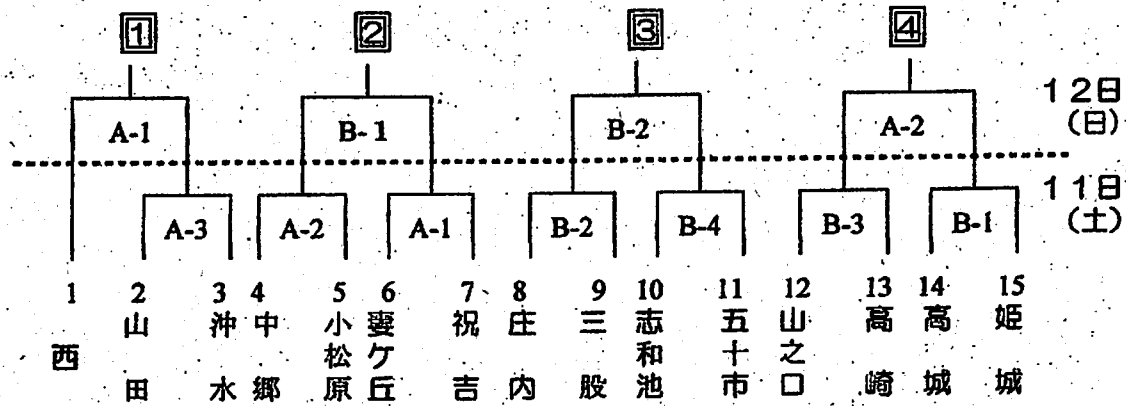 1 2 3 4
12日
(日)
A-1 B-1 B-2 A-2
11日
(土)
A-3 A-2 A-1 B-2 B-4 B-3 B-1
1 2 3 4 5 6 7 8 9 10 11 12 13 14 15
西
山田
沖水
中郷
小松原
妻ケ丘
祝吉
庄内
三股
志和池
五十市
山之口
高崎
高城
姫城